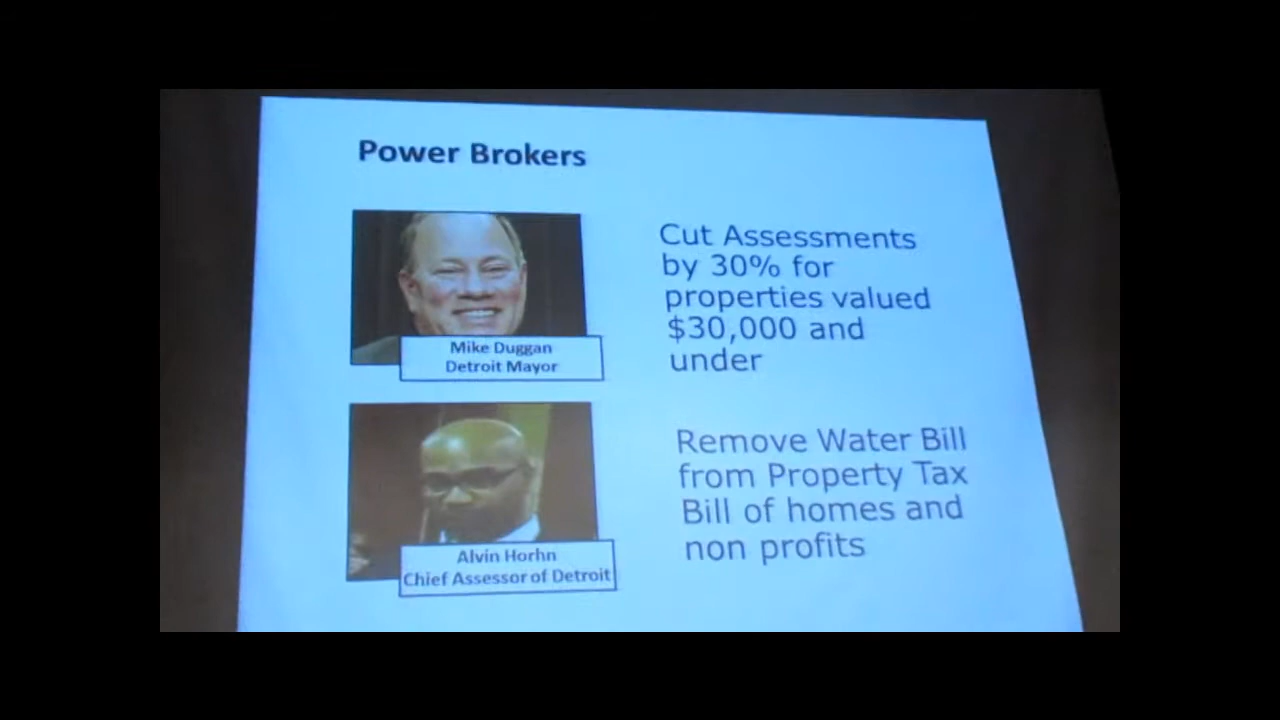 Power Brokers
Mike Duggan
Detroit Mayor
Cut Assessments
by 30% for
properties valued
$30,000 and
under
Alvin Horhn
Chief Assessor of Detroit
Remove Water Bill
from Property Tax
Bill of homes and
non profits